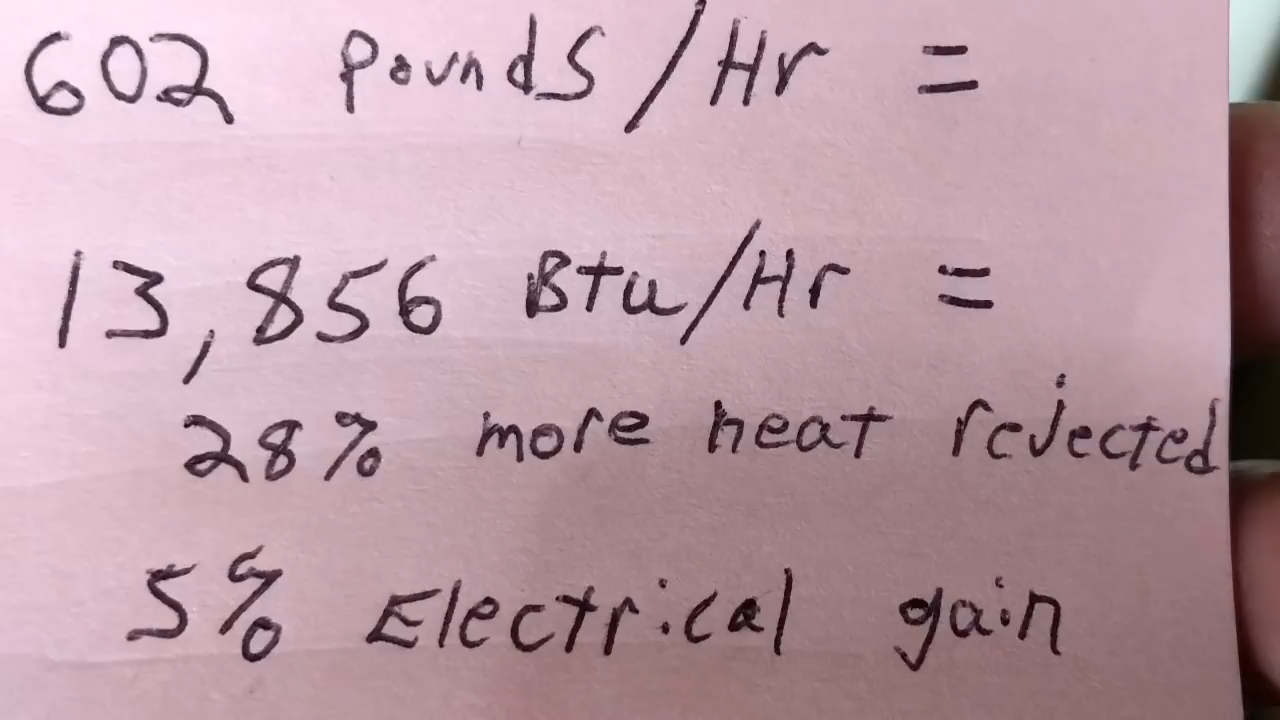 602 Pounds/Hr =
13,856 Btu/Hr =
28% more heat rejected
5% Electrical gain